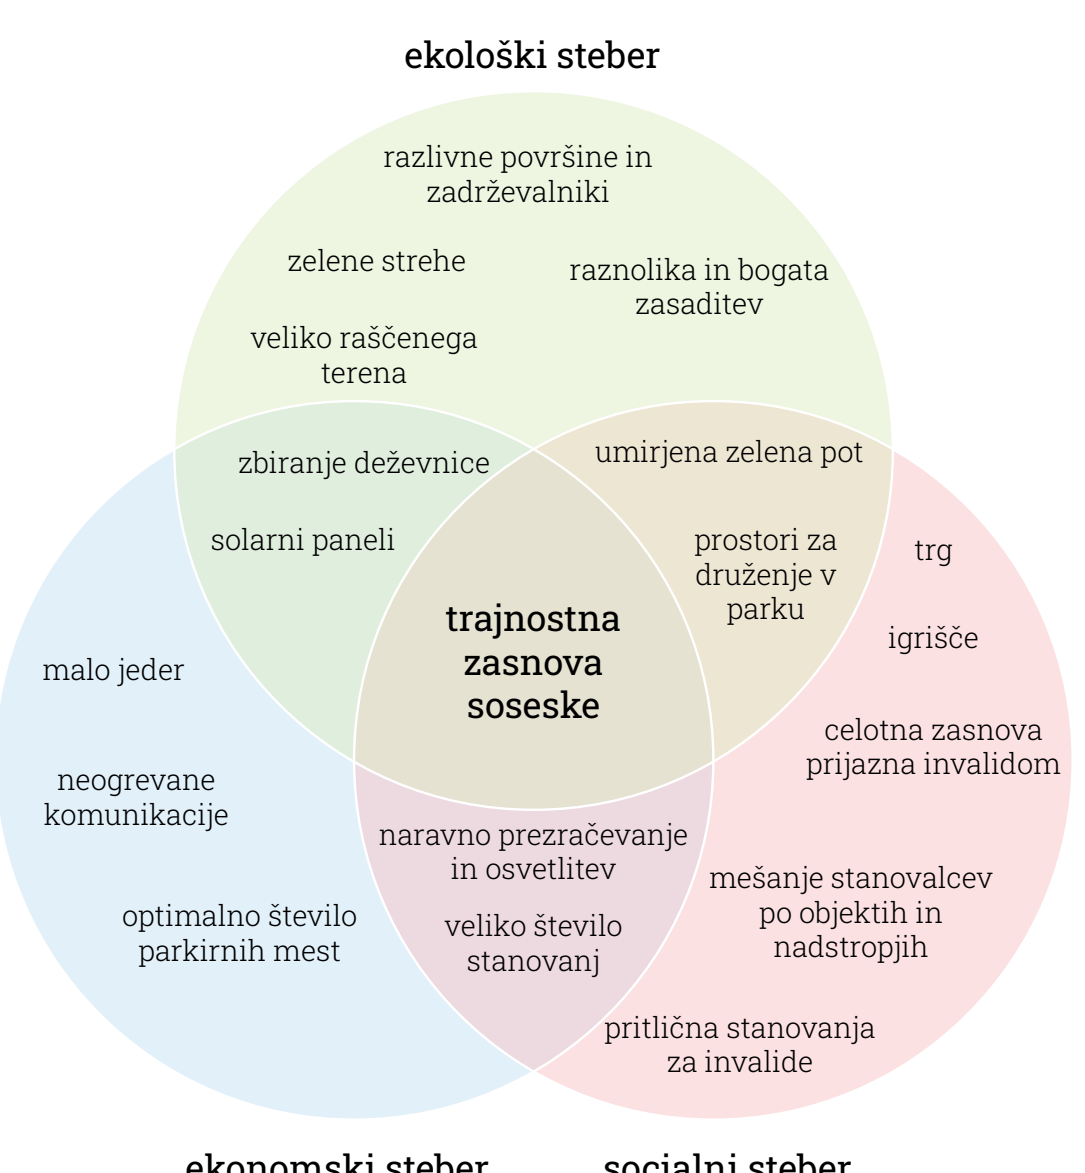 ekološki steber
razlivne površine in
zadrževalniki
zelene strehe
raznolika in bogata
zasaditev
veliko raščenega
terena
zbiranje deževnice
umirjena zelena pot
solarni paneli
prostori za
druženje v
parku
trg
igrišče
trajnostna
zasnova
soseske
malo jeder
celotna zasnova
prijazna invalidom
neogrevane
komunikacije
naravno prezračevanje
in osvetlitev
mešanje stanovalcev
po objektih in
nadstropjih
optimalno število
parkirnih mest
veliko število
stanovanj
pritlična stanovanja
za invalide
ekonomski steber
socialni steber